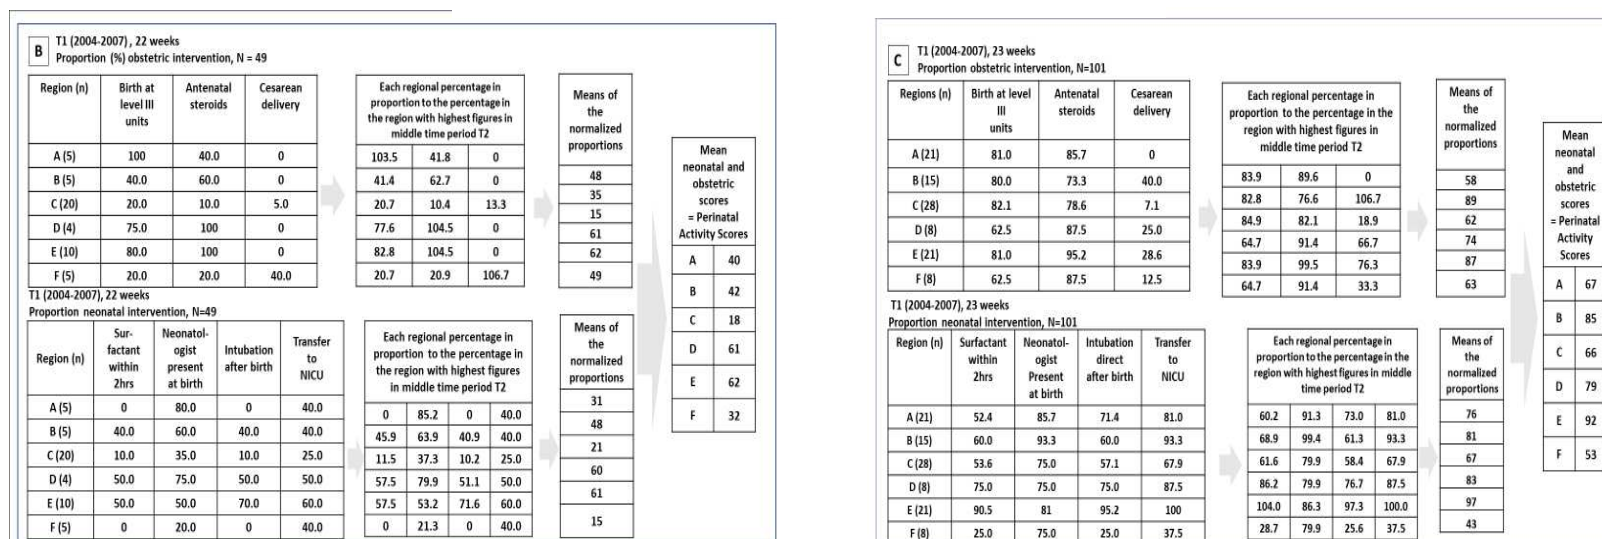 B
T1 (2004-2007) , 22 weeks
Proportion (%) obstetric intervention, N = 49
Region (n) Birth at level III units Antenatal steroids Cesarean delivery
A (5) 100 40.0 0
B (5) 40.0 60.0 0
C (20) 20.0 10.0 5.0
D (4) 75.0 100 0
E (10) 80.0 100 0
F (5) 20.0 20.0 40.0
Each regional percentage in
proportion to the percentage in
the region with highest figures in
middle time period T2
103.5 41.8 0
41.4 62.7 0
20.7 10.4 13.3
77.6 104.5 0
82.8 104.5 0
20.7 20.9 106.7
Means of
the
normalized
proportions
48
35
15
61
62
49
T1 (2004-2007), 22 weeks
Proportion neonatal intervention, N=49
Region (n) Sur-factant within 2hrs Neonatol-ogist present at birth Intubation after birth Transfer to NICU
A (5) 0 80.0 0 40.0
B (5) 40.0 60.0 40.0 40.0
C (20) 10.0 35.0 10.0 25.0
D (4) 50.0 75.0 50.0 50.0
E (10) 50.0 50.0 70.0 60.0
F (5) 0 20.0 0 40.0
Each regional percentage in
proportion to the percentage in
the region with highest figures
in middle time period T2
0 85.2 0 40.0
45.9 63.9 40.9 40.0
11.5 37.3 10.2 25.0
57.5 79.9 51.1 50.0
57.5 53.2 71.6 60.0
0 21.3 0 40.0
Means of
the
normalized
proportions
31
48
21
60
61
15
Mean
neonatal and
obstetric
scores
= Perinatal
Activity Scores
A 40
B 42
C 18
D 61
E 62
F 32
C
T1 (2004-2007), 23 weeks
Proportion obstetric intervention, N=101
Regions (n) Birth at level III units Antenatal steroids Cesarean delivery
A (21) 81.0 85.7 0
B (15) 80.0 73.3 40.0
C (28) 82.1 78.6 7.1
D (8) 62.5 87.5 25.0
E (21) 81.0 95.2 28.6
F (8) 62.5 87.5 12.5
Each regional percentage in
proportion to the percentage in the
region with highest figures in
middle time period T2
83.9 89.6 0
82.8 76.6 106.7
84.9 82.1 18.9
64.7 91.4 66.7
83.9 99.5 76.3
64.7 91.4 33.3
Means of
the
normalized
proportions
58
89
62
74
87
63
T1 (2004-2007), 23 weeks
Proportion neonatal intervention, N=101
Region (n) Surfactant within 2hrs Neonatol-ogist Present at birth Intubation direct after birth Transfer to NICU
A (21) 52.4 85.7 71.4 81.0
B (15) 60.0 93.3 60.0 93.3
C (28) 53.6 75.0 57.1 67.9
D (8) 75.0 75.0 75.0 87.5
E (21) 90.5 81 95.2 100
F (8) 25.0 75.0 25.0 37.5
Each regional percentage in
proportion to the percentage in the
region with highest figures in middle
time period T2
60.2 91.3 73.0 81.0
68.9 99.4 61.3 93.3
61.6 79.9 58.4 67.9
86.2 79.9 76.7 87.5
104.0 86.3 97.3 100.0
28.7 79.9 25.6 37.5
Means of
the
normalized
proportions
76
81
67
83
97
43
Mean
neonatal
and
obstetric
scores
= Perinatal
Activity
Scores
A 67
B 85
C 66
D 79
E 92
F 53